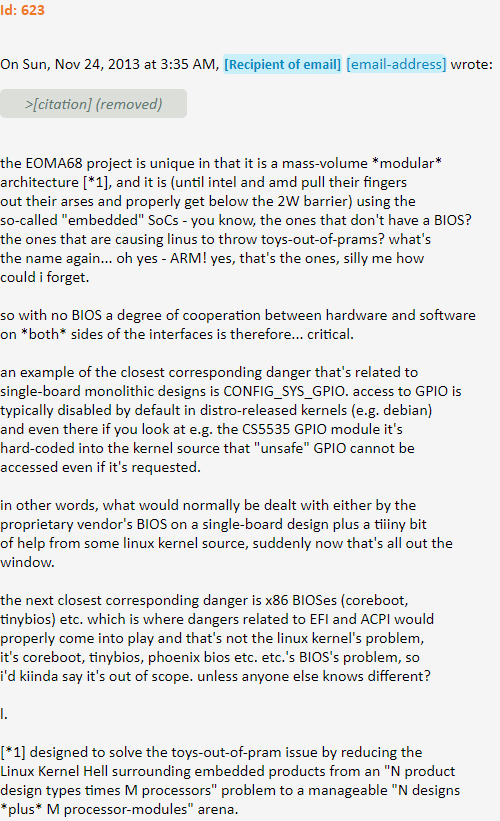 Id: 623
On Sun, Nov 24, 2013 at 3:35 AM, [Recipient of email] [email-address] wrote:
>[citation] (removed)
the EOMA68 project is unique in that it is a mass-volume *modular*
architecture [*1], and it is (until intel and amd pull their fingers
out their arses and properly get below the 2W barrier) using the
so-called "embedded" SoCs - you know, the ones that don't have a BIOS?
the ones that are causing linus to throw toys-out-of-prams? what's
the name again... oh yes - ARM! yes, that's the ones, silly me how
could i forget.
so with no BIOS a degree of cooperation between hardware and software
on *both* sides of the interfaces is therefore... critical.
an example of the closest corresponding danger that's related to
single-board monolithic designs is CONFIG_SYS_GPIO. access to GPIO is
typically disabled by default in distro-released kernels (e.g. debian)
and even there if you look at e.g. the CS5535 GPIO module it's
hard-coded into the kernel source that "unsafe" GPIO cannot be
accessed even if it's requested.
in other words, what would normally be dealt with either by the
proprietary vendor's BIOS on a single-board design plus a tiiiny bit
of help from some linux kernel source, suddenly now that's all out the
window.
the next closest corresponding danger is x86 BIOSes (coreboot,
tinybios) etc. which is where dangers related to EFI and ACPI would
properly come into play and that's not the linux kernel's problem,
it's coreboot, tinybios, phoenix bios etc. etc.'s BIOS's problem, so
i'd kiinda say it's out of scope. unless anyone else knows different?
l.
[*1] designed to solve the toys-out-of-pram issue by reducing the
Linux Kernel Hell surrounding embedded products from an "N product
design types times M processors" problem to a manageable "N designs
*plus* M processor-modules" arena.